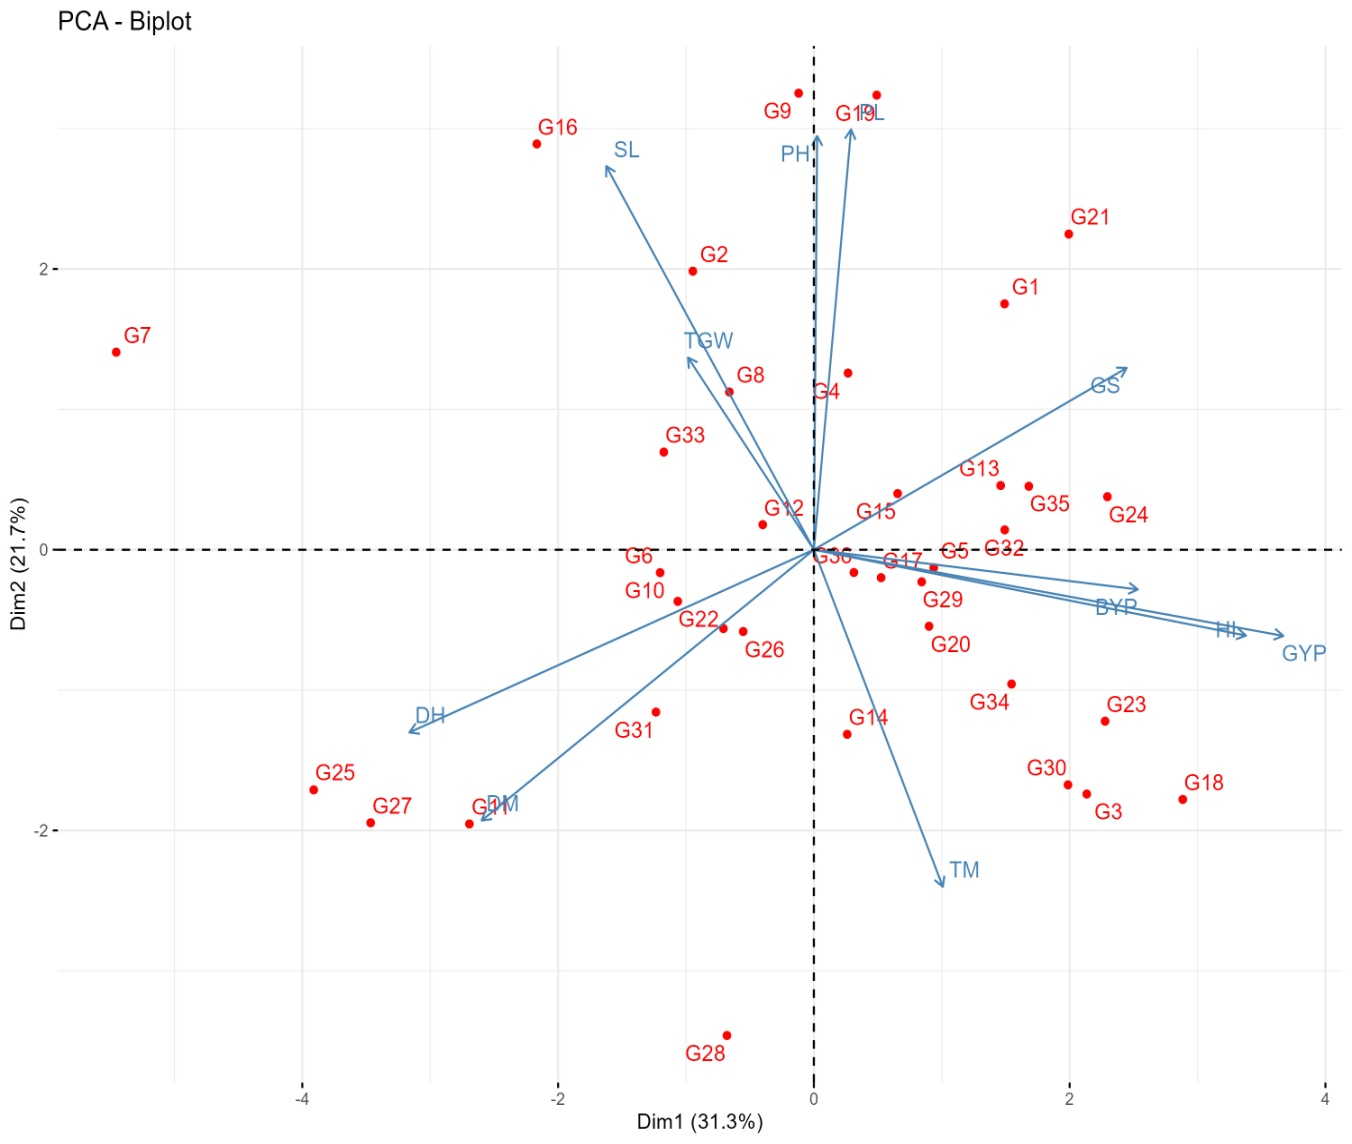 PCA - Biplot
G9
G19
PL
G16
SL
PH
G21
G2
G1
G7
TGW
G8
G4
GS
G33
G13
G35
G15
G24
G12
G32
G6
G5
G17
G10
G29
BYP
G22
HI
G26
G20
GYP
G34
G23
DH
G31
G14
G25
G30
G18
G27
G11
DM
G3
TM
G28
2
0
-2
-4
-2
0
2
4
Dim1 (31.3%)
Dim2 (21.7%)